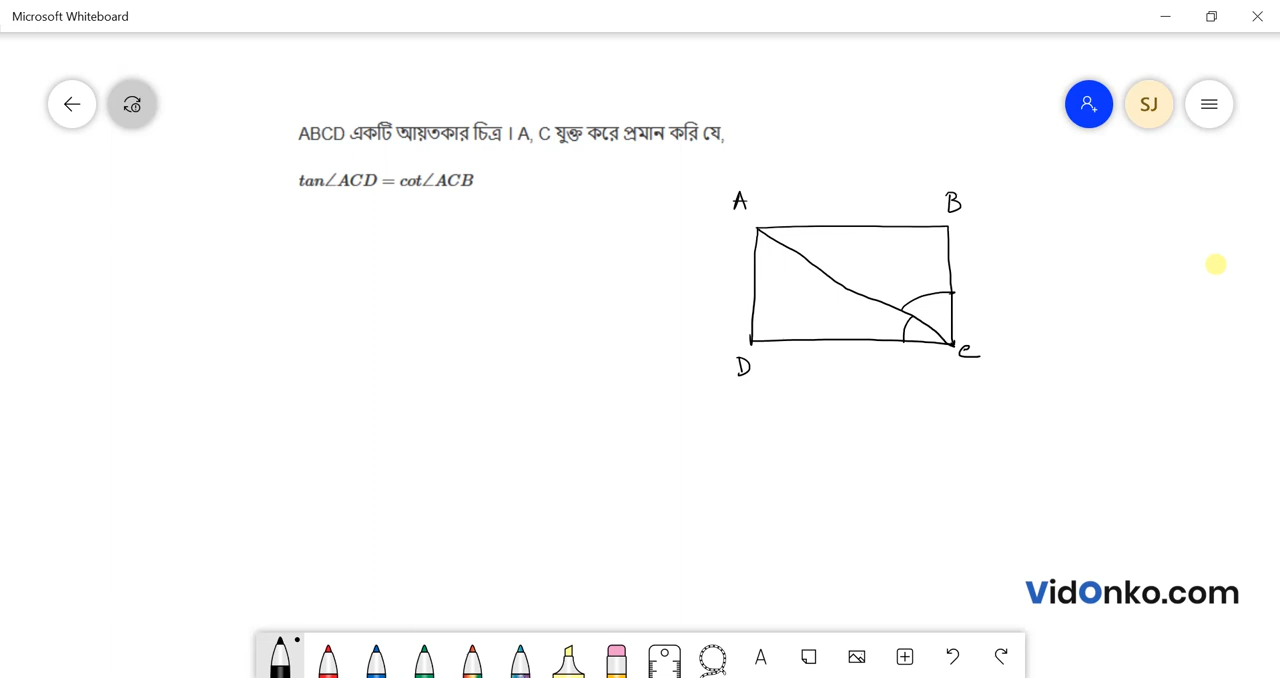 Microsoft Whiteboard
SJ
ABCD একটি আয়তকার চিত্র । A, C যুক্ত করে প্রমান করি যে,
tan∠ACD = cot∠ACB
A
B
D
C
VidOnko.com
A